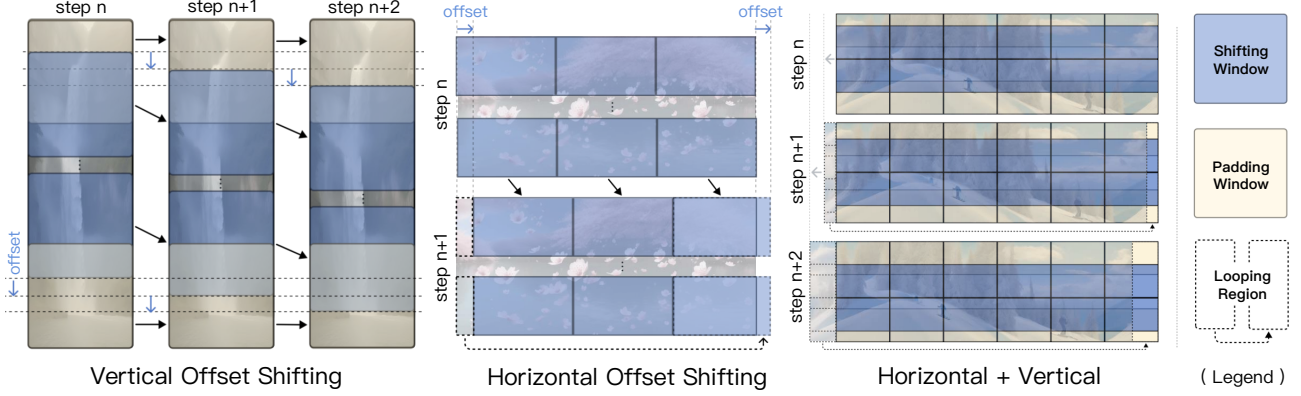 step n
step n+1
step n+2
offset
Vertical Offset Shifting
offset
offset
step n
step n+1
Horizontal Offset Shifting
step n
step n+1
step n+2
Horizontal + Vertical
Shifting
Window
Padding
Window
Looping
Region
( Legend )